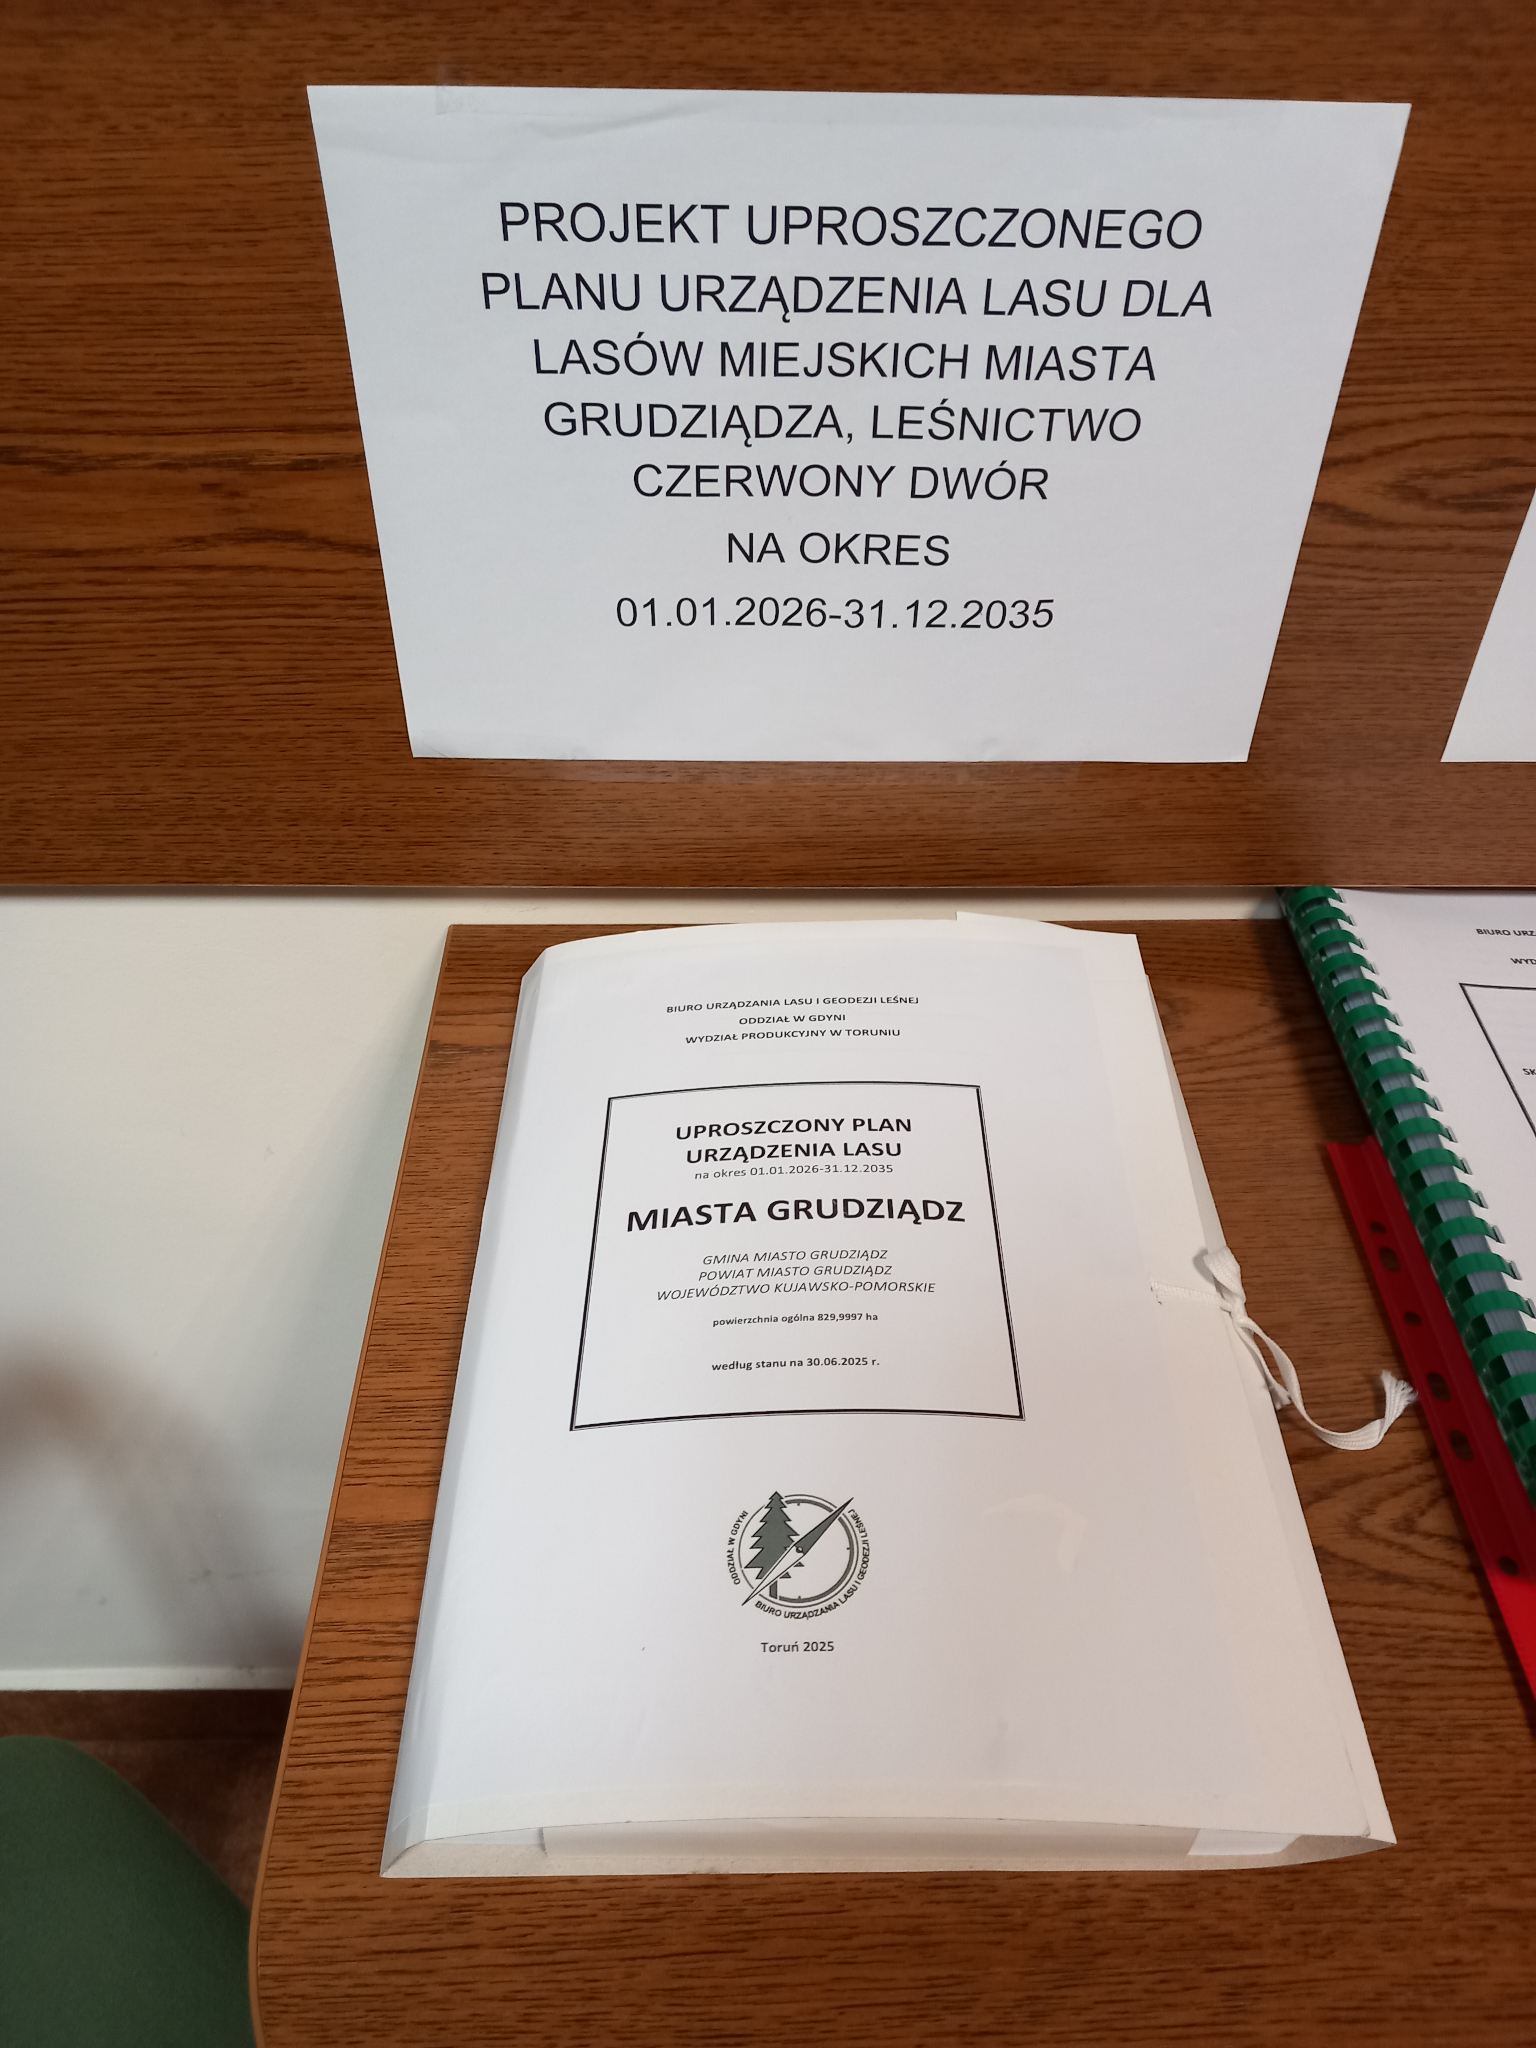 PROJEKT UPROSZCZONEGO
PLANU URZĄDZENIA LASU DLA
LASÓW MIEJSKICH MIASTA
GRUDZIĄDZA, LEŚNICTWO
CZERWONY DWÓR
NA OKRES
01.01.2026-31.12.2035
BIURO URZĄDZANIA LASU I GEODEZJI LEŚNEJ
ODDZIAŁ W GDYNI
WYDZIAŁ PRODUKCYJNY W TORUNIU
UPROSZCZONY PLAN
URZĄDZENIA LASU
na okres 01.01.2026-31.12.2035
MIASTA GRUDZIĄDZ
GMINA MIASTO GRUDZIĄDZ
POWIAT MIASTO GRUDZIĄDZ
WOJEWÓDZTWO KUJAWSKO-POMORSKIE
powierzchnia ogólna 829,9997 ha
według stanu na 30.06.2025 r.
ODDZIAŁ W GDYNI
BIURO URZĄDZANIA LASU I GEODEZJI LEŚNEJ
Toruń 2025
BIURO